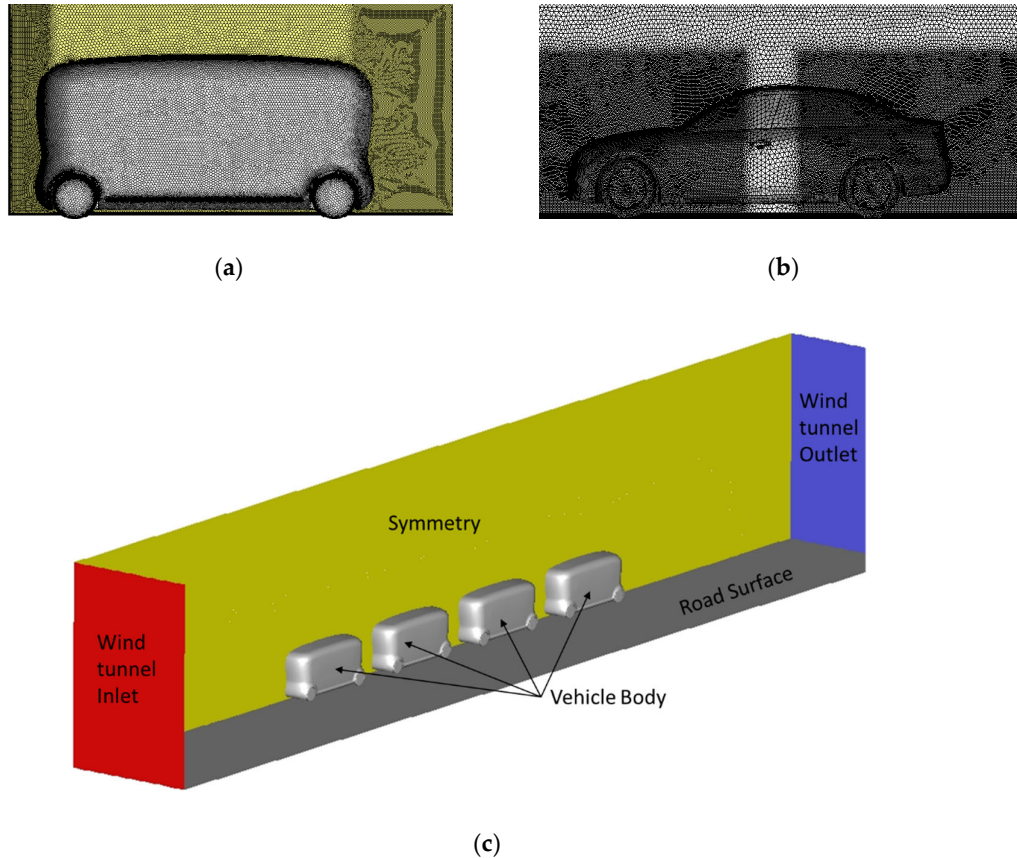 (a)
(b)
Wind
tunnel
Outlet
Symmetry
Road Surface
Wind
tunnel
Inlet
Vehicle Body
(c)